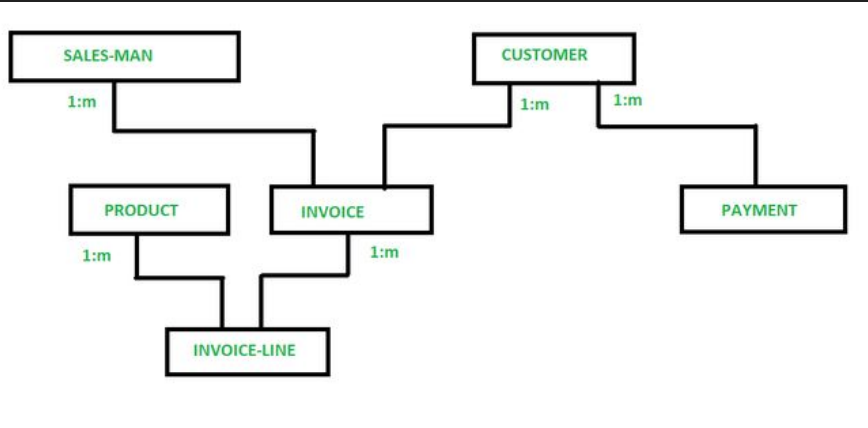 SALES-MAN
CUSTOMER
1:m
1:m
1:m
PRODUCT
INVOICE
PAYMENT
1:m
1:m
INVOICE-LINE